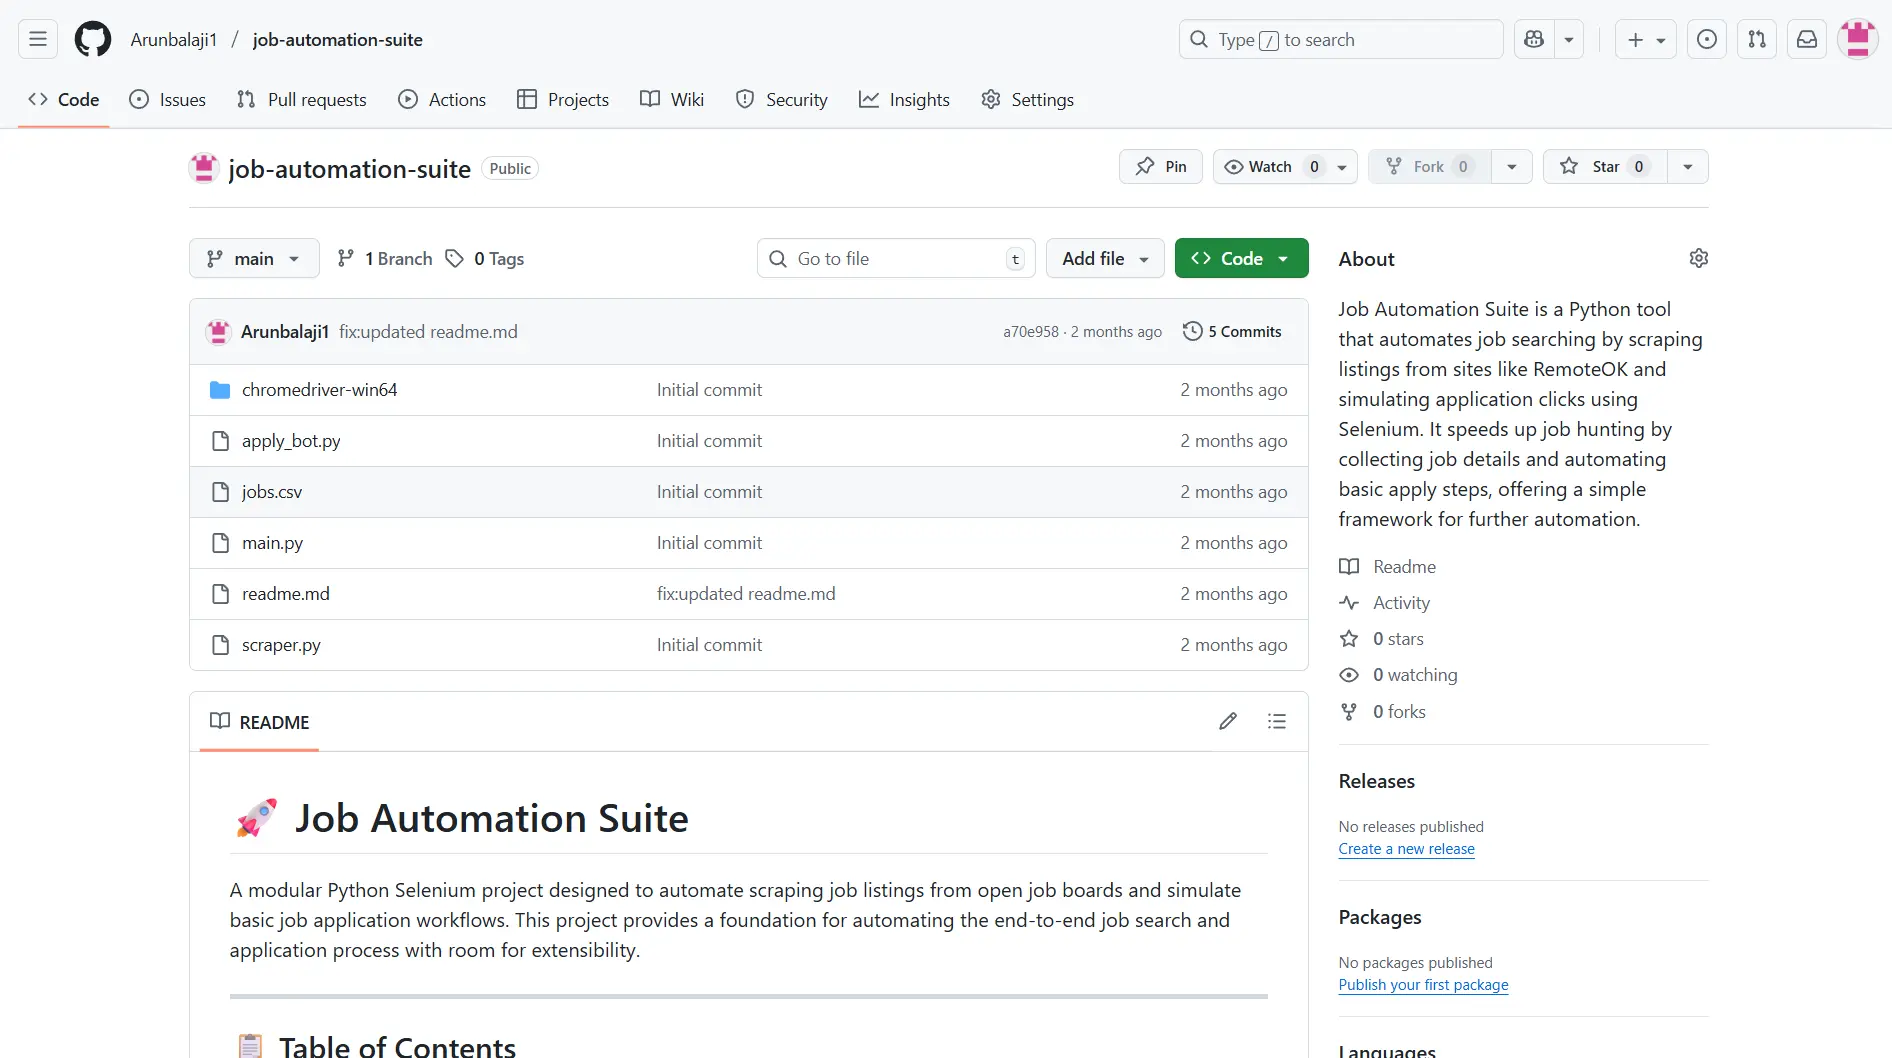 Arunbalaji1 / job-automation-suite
Type / to search
Code Issues Pull requests Actions Projects Wiki Security Insights Settings
job-automation-suite Public
Pin Watch 0 Fork 0 Star 0
main 1 Branch 0 Tags
Go to file t
Add file
Code
Arunbalaji1 fix:updated readme.md a70e958 · 2 months ago 5 Commits
chromedriver-win64 Initial commit 2 months ago
apply_bot.py Initial commit 2 months ago
jobs.csv Initial commit 2 months ago
main.py Initial commit 2 months ago
readme.md fix:updated readme.md 2 months ago
scraper.py Initial commit 2 months ago
README
🚀 Job Automation Suite
A modular Python Selenium project designed to automate scraping job listings from open job boards and simulate
basic job application workflows. This project provides a foundation for automating the end-to-end job search and
application process with room for extensibility.
📋 Table of Contents
About
Job Automation Suite is a Python tool
that automates job searching by scraping
listings from sites like RemoteOK and
simulating application clicks using
Selenium. It speeds up job hunting by
collecting job details and automating
basic apply steps, offering a simple
framework for further automation.
Readme
Activity
0 stars
0 watching
0 forks
Releases
No releases published
Create a new release
Packages
No packages published
Publish your first package
Languages